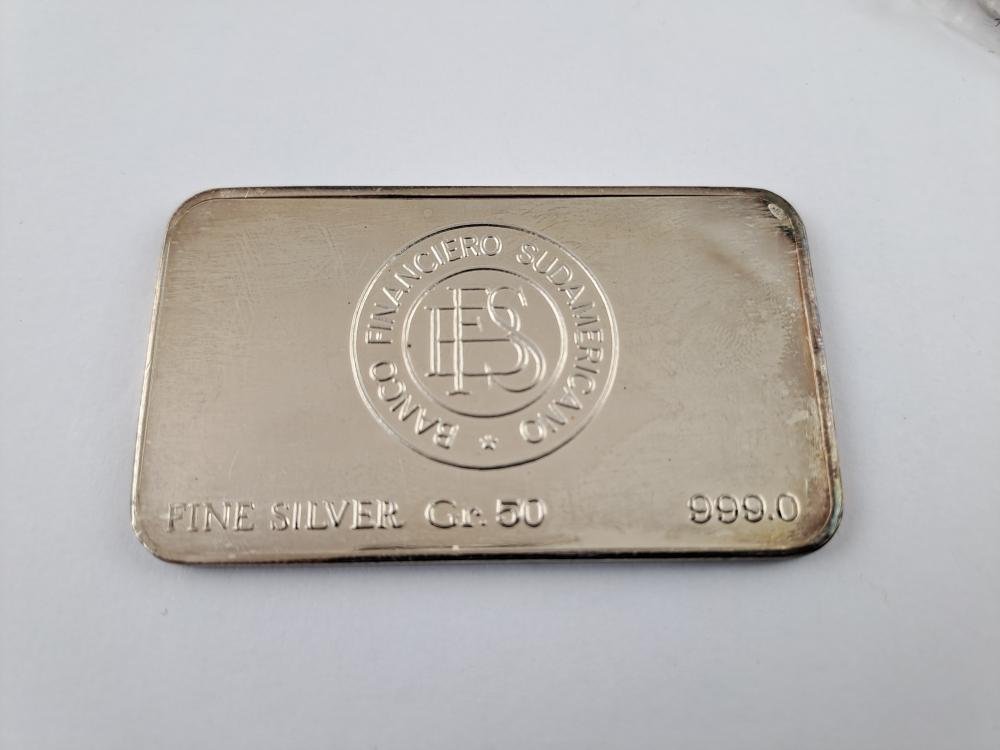 BANCO FINANCIERO SUDAMERICANO
BFS
FINE SILVER Gr. 50
999.0